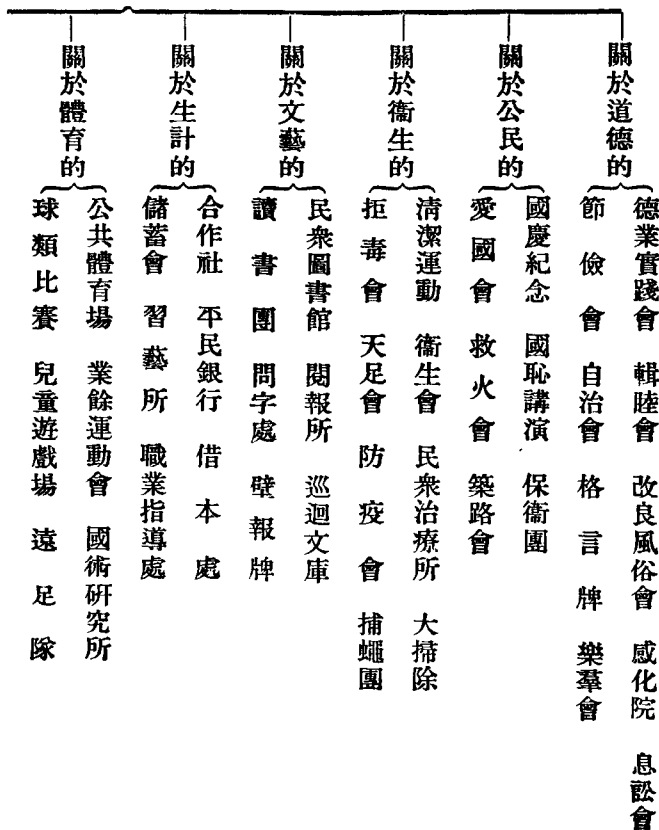 關於道德的
德業實踐會 輯睦會 改良風俗會 感化院 息訟會
節儉會 自治會 格言牌 樂羣會
關於公民的
國慶紀念 國恥講演 保衞團
愛國會 救火會 築路會
關於衞生的
淸潔運動 衞生會 民衆治療所 大掃除
拒毒會 天足會 防疫會 捕蠅團
關於文藝的
民衆圖書館 閱報所 巡迴文庫
讀書團 問字處 壁報牌
關於生計的
合作社 平民銀行 借本處
儲蓄會 習藝所 職業指導處
關於體育的
公共體育場 業餘運動會 國術硏究所
球類比賽 兒童遊戲場 遠足隊